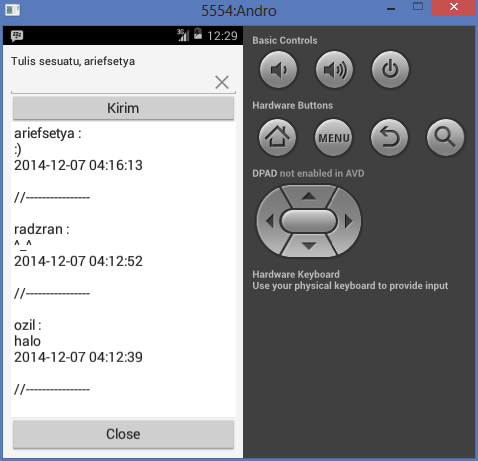 5554:Andro
3G
12:29
Tulis sesuatu, ariefsetya
Kirim
ariefsetya :
:)
2014-12-07 04:16:13
//----------------
radzran :
^_^
2014-12-07 04:12:52
//----------------
ozil :
halo
2014-12-07 04:12:39
//----------------
Close
Basic Controls
Hardware Buttons
MENU
DPAD not enabled in AVD
Hardware Keyboard
Use your physical keyboard to provide input